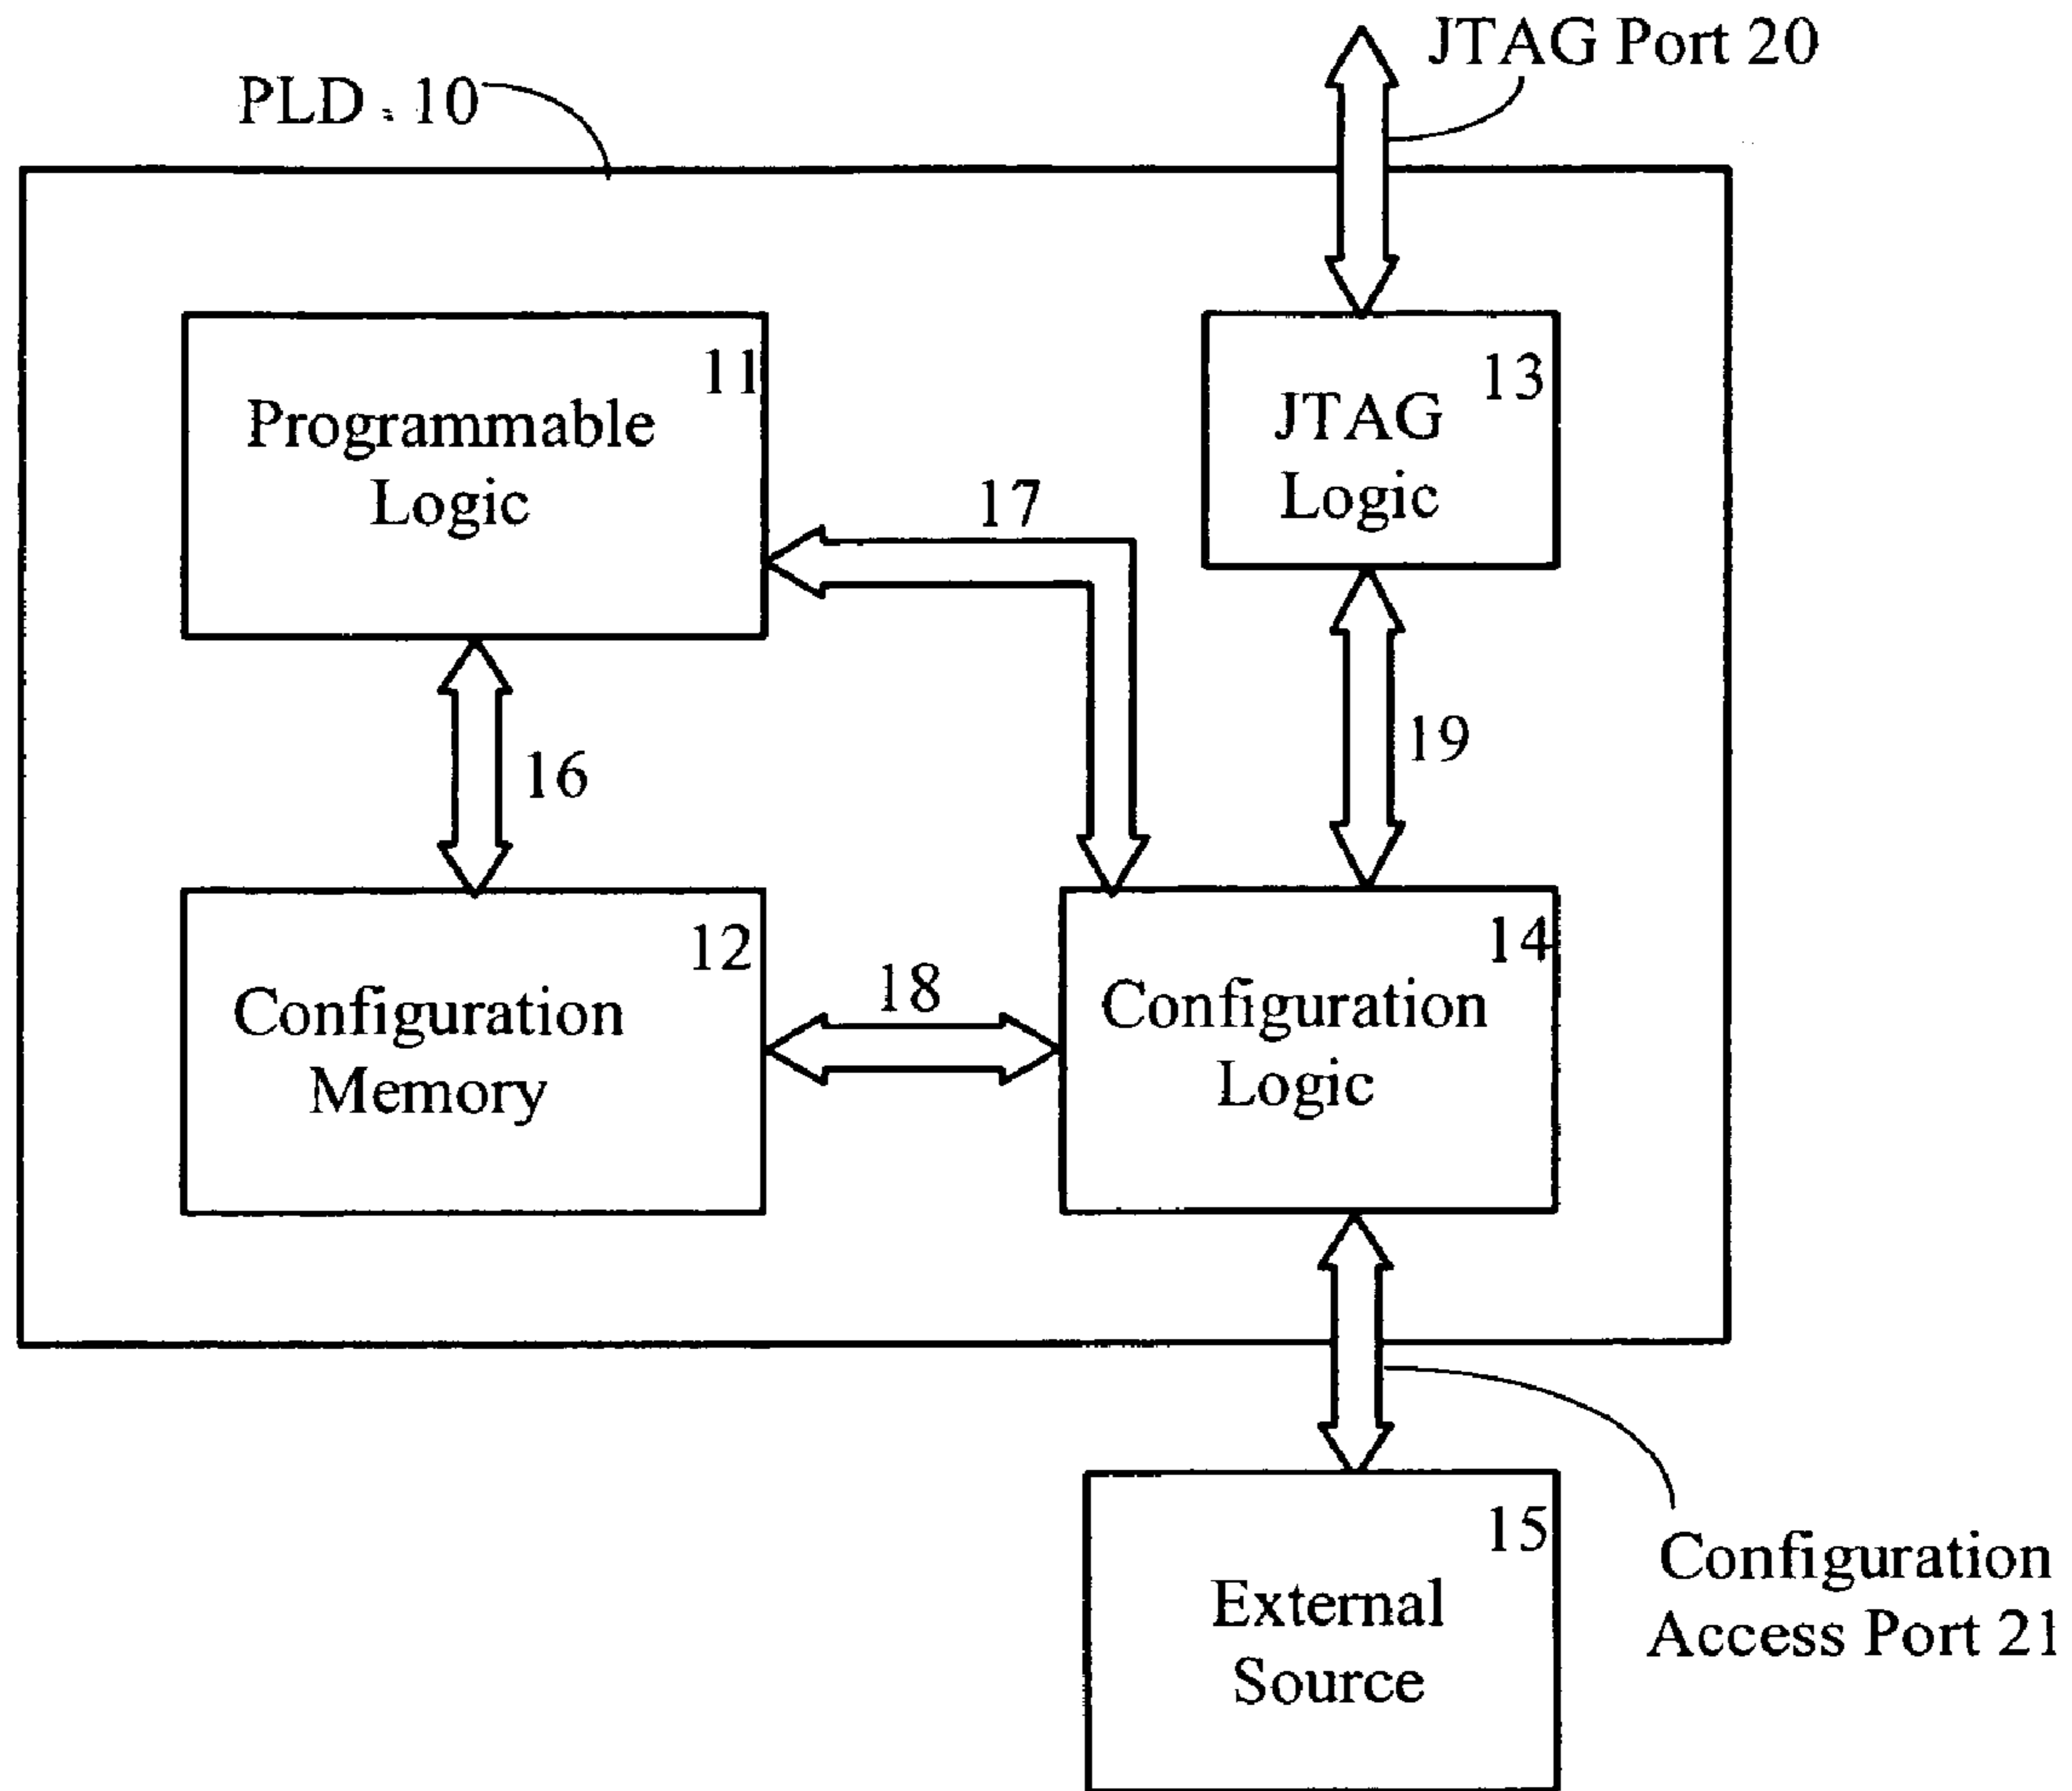 JTAG Port 20
PLD 10
11
Programmable
Logic
13
JTAG
Logic
17
16
19
12
Configuration
Memory
18
14
Configuration
Logic
15
External
Source
Configuration
Access Port 21